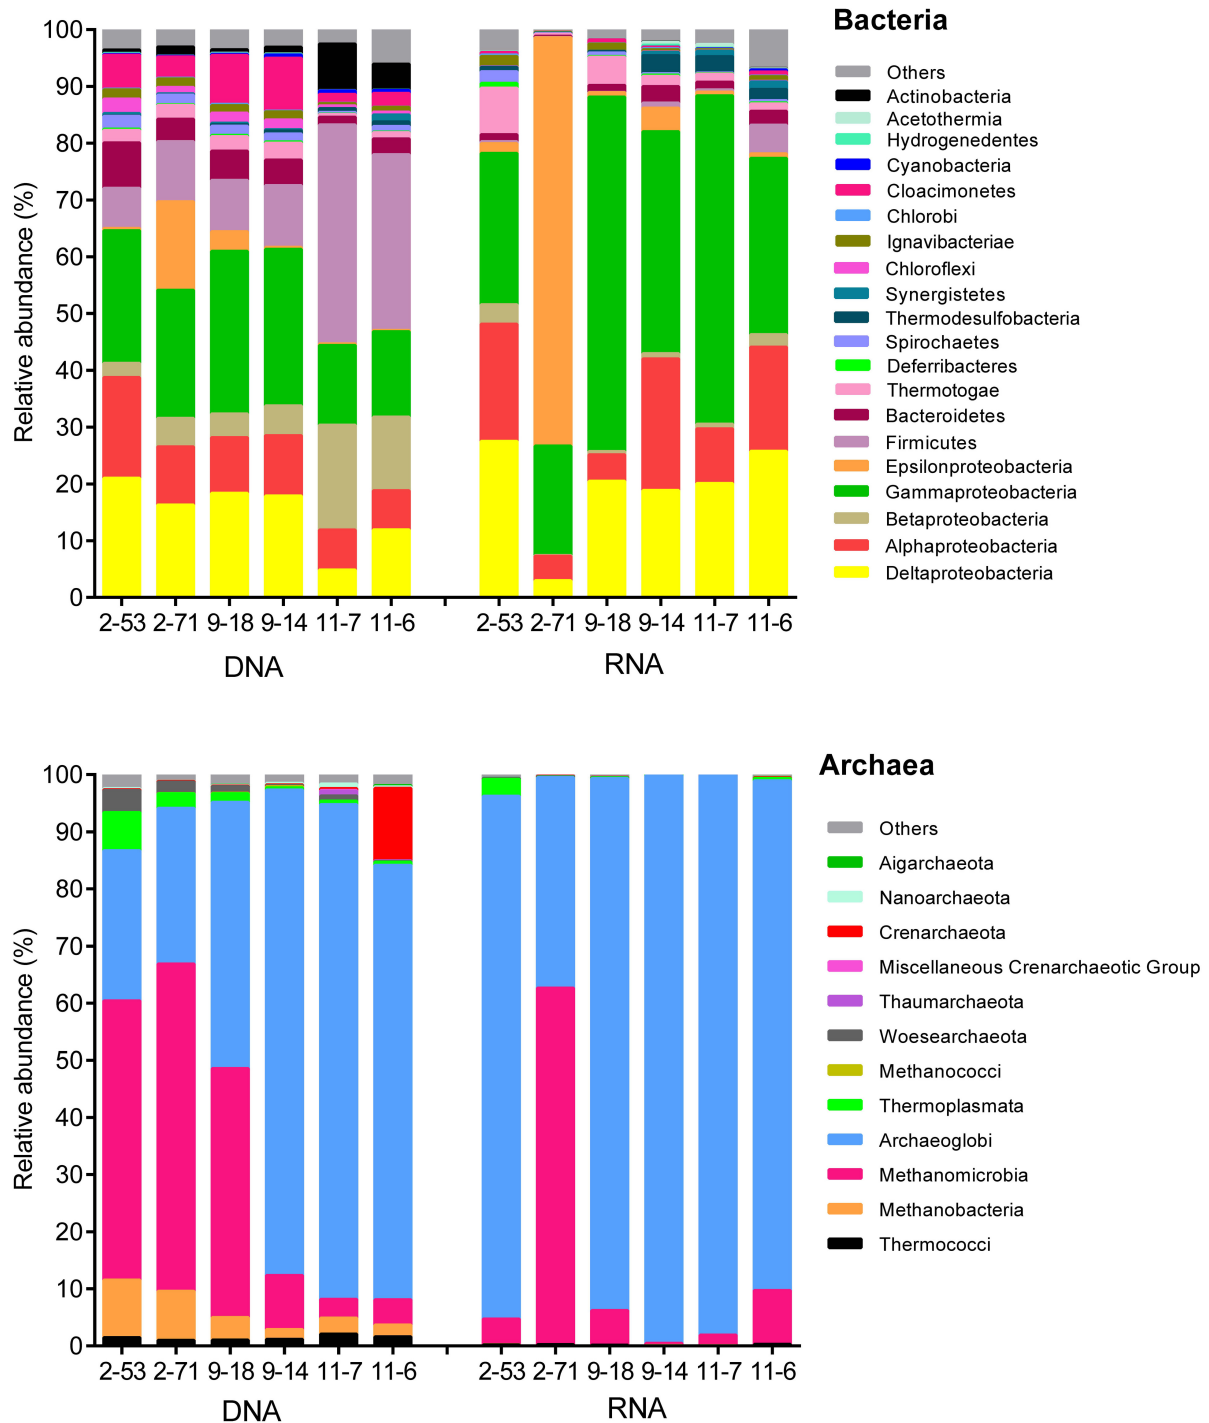 Bacteria
100
90
80
70
60
50
40
30
20
10
0
Relative abundance (%)
2-53 2-71 9-18 9-14 11-7 11-6
2-53 2-71 9-18 9-14 11-7 11-6
DNA
RNA
Others
Actinobacteria
Acetothermia
Hydrogenedentes
Cyanobacteria
Cloacimonetes
Chlorobi
Ignavibacteriae
Chloroflexi
Synergistetes
Thermodesulfobacteria
Spirochaetes
Deferribacteres
Thermotogae
Bacteroidetes
Firmicutes
Epsilonproteobacteria
Gammaproteobacteria
Betaproteobacteria
Alphaproteobacteria
Deltaproteobacteria
Archaea
100
90
80
70
60
50
40
30
20
10
0
Relative abundance (%)
2-53 2-71 9-18 9-14 11-7 11-6
2-53 2-71 9-18 9-14 11-7 11-6
DNA
RNA
Others
Aigarchaeota
Nanoarchaeota
Crenarchaeota
Miscellaneous Crenarchaeotic Group
Thaumarchaeota
Woesearchaeota
Methanococci
Thermoplasmata
Archaeoglobi
Methanomicrobia
Methanobacteria
Thermococci